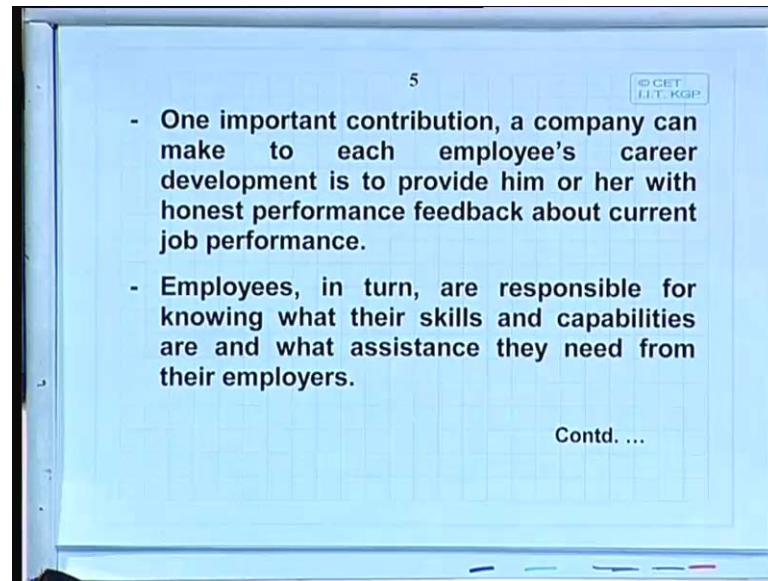 5
© CET
I.I.T. KGP
- One important contribution, a company can
make to each employee's career
development is to provide him or her with
honest performance feedback about current
job performance.
- Employees, in turn, are responsible for
knowing what their skills and capabilities
are and what assistance they need from
their employers.
Contd. ...